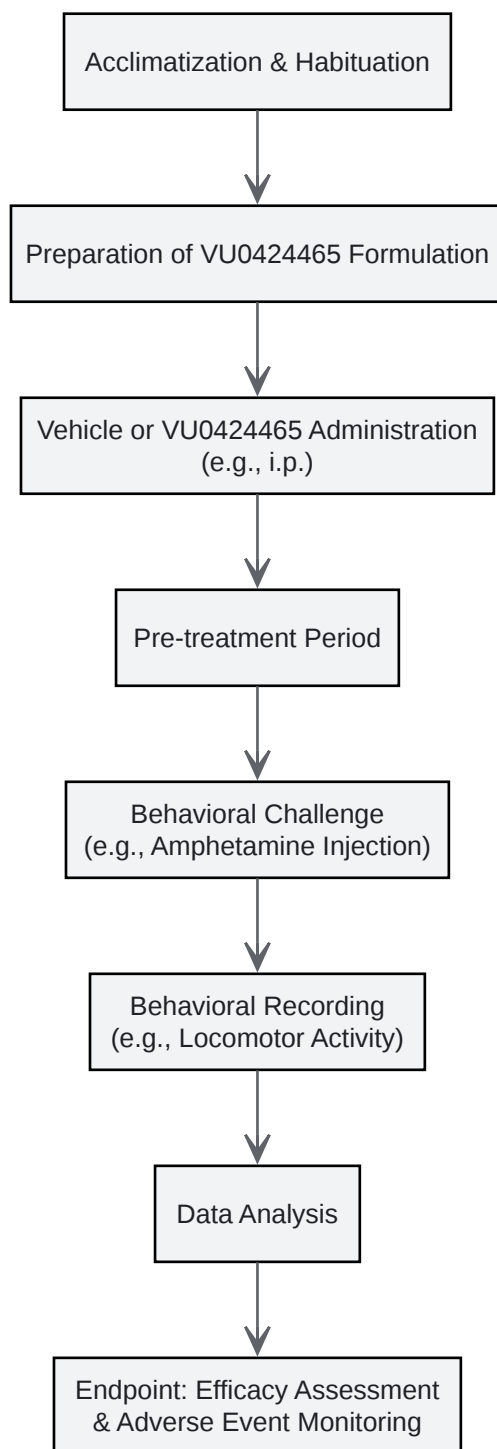 Acclimatization & Habituation
Preparation of VU0424465 Formulation
Vehicle or VU0424465 Administration
(e.g., i.p.)
Pre-treatment Period
Behavioral Challenge
(e.g., Amphetamine Injection)
Behavioral Recording
(e.g., Locomotor Activity)
Data Analysis
Endpoint: Efficacy Assessment
& Adverse Event Monitoring